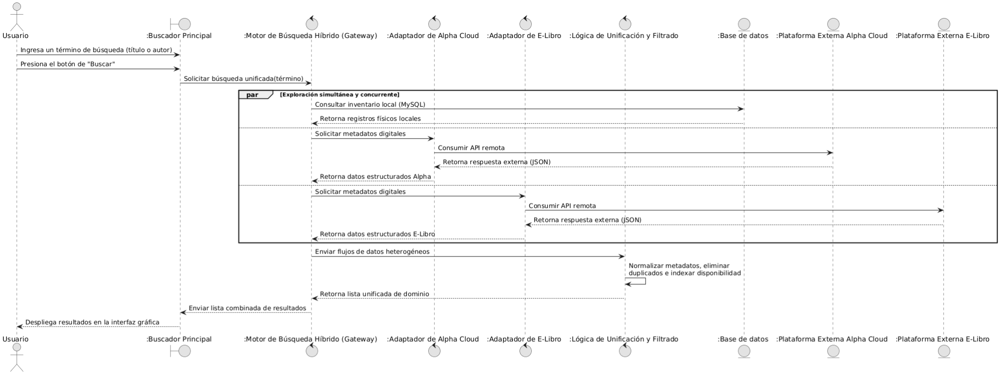 Usuario
:Buscador Principal
:Motor de Búsqueda Híbrido (Gateway)
:Adaptador de Alpha Cloud
:Adaptador de E-Libro
:Lógica de Unificación y Filtrado
:Base de datos
:Plataforma Externa Alpha Cloud
:Plataforma Externa E-Libro
Ingresa un término de búsqueda (título o autor)
Presiona el botón de "Buscar"
Solicitar búsqueda unificada(término)
par
[Exploración simultánea y concurrente]
Consultar inventario local (MySQL)
Retorna registros físicos locales
Solicitar metadatos digitales
Consumir API remota
Retorna respuesta externa (JSON)
Retorna datos estructurados Alpha
Solicitar metadatos digitales
Consumir API remota
Retorna respuesta externa (JSON)
Retorna datos estructurados E-Libro
Enviar flujos de datos heterogéneos
Normalizar metadatos, eliminar
duplicados e indexar disponibilidad
Retorna lista unificada de dominio
Enviar lista combinada de resultados
Despliega resultados en la interfaz gráfica
Usuario
:Buscador Principal
:Motor de Búsqueda Híbrido (Gateway)
:Adaptador de Alpha Cloud
:Adaptador de E-Libro
:Lógica de Unificación y Filtrado
:Base de datos
:Plataforma Externa Alpha Cloud
:Plataforma Externa E-Libro